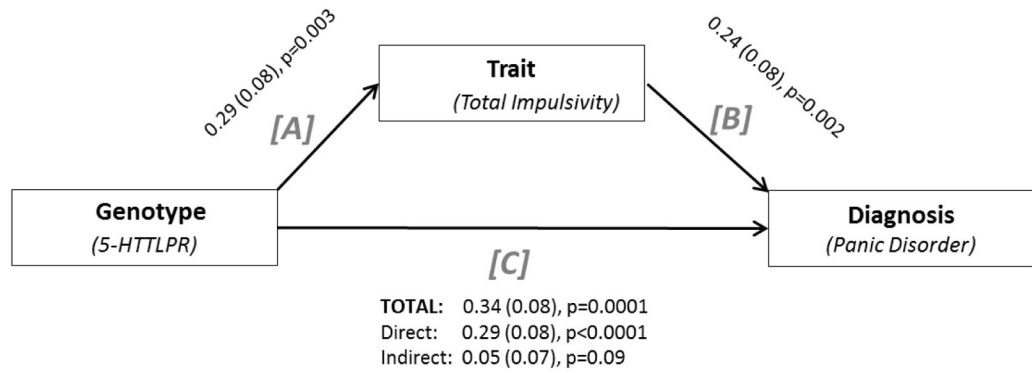 0.29 (0.08), p=0.003
Trait
(Total Impulsivity)
0.24 (0.08), p=0.002
[A]
[B]
Genotype
(5-HTTLPR)
Diagnosis
(Panic Disorder)
[C]
TOTAL: 0.34 (0.08), p=0.0001
Direct: 0.29 (0.08), p<0.0001
Indirect: 0.05 (0.07), p=0.09